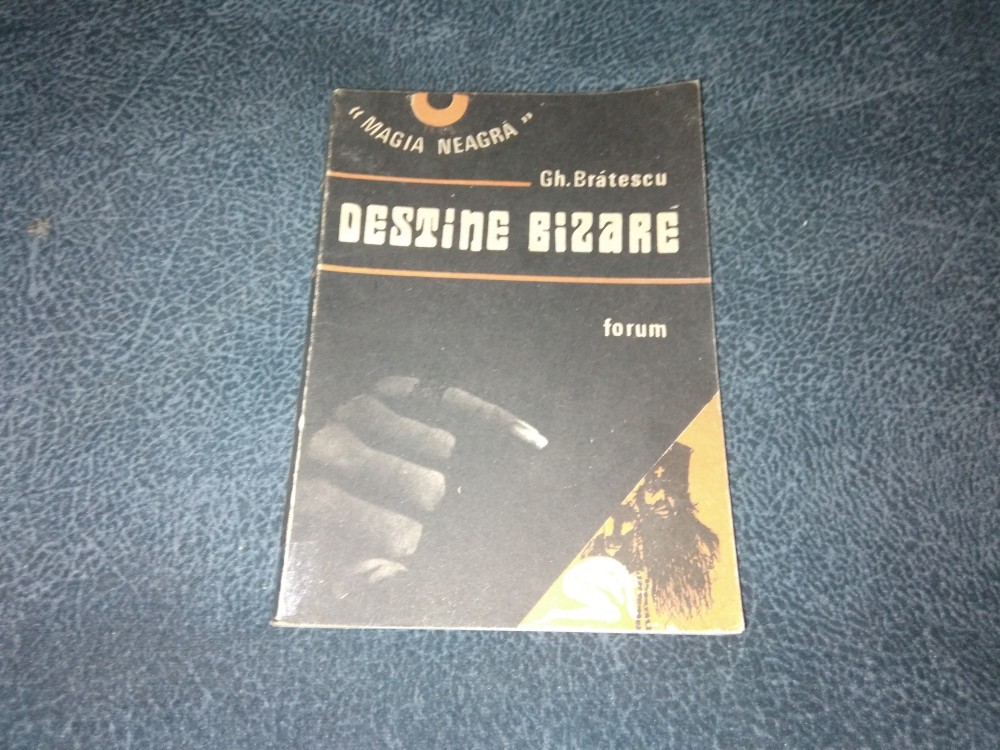 “MAGIA NEAGRĂ”
Gh. Brătescu
DESTINE BIZARE
forum